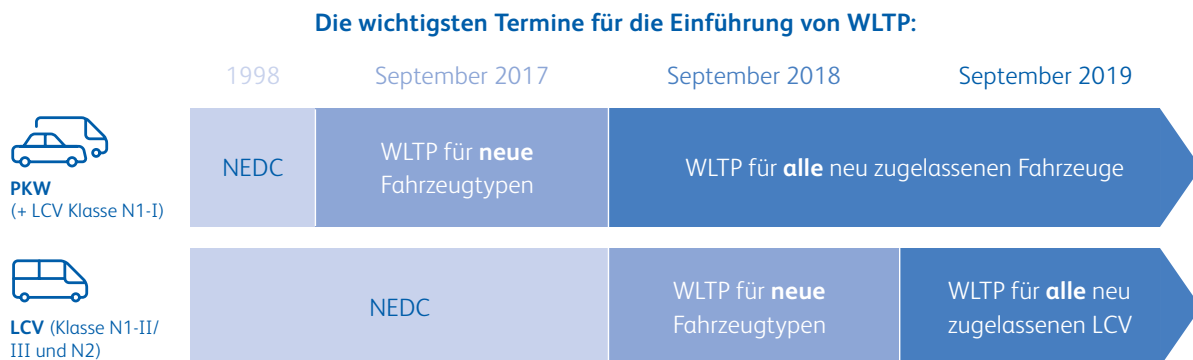 Die wichtigsten Termine für die Einführung von WLTP:
1998
September 2017
September 2018
September 2019
PKW
(+ LCV Klasse N1-I)
NEDC
WLTP für neue
Fahrzeugtypen
WLTP für alle neu zugelassenen Fahrzeuge
LCV (Klasse N1-II/
III und N2)
NEDC
WLTP für neue
Fahrzeugtypen
WLTP für alle neu
zugelassenen LCV